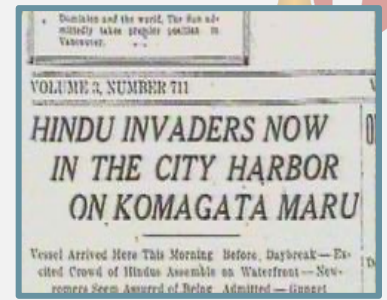 Dominion and the world, The Sun ad-
mittedly takes premier position in
Vancouver.
VOLUME 3, NUMBER 711
HINDU INVADERS NOW
IN THE CITY HARBOR
ON KOMAGATA MARU
Vessel Arrived Here This Morning Before Daybreak—Ex-
cited Crowd of Hindus Assemble on Waterfront—New-
comers Seem Assured of Being Admitted—Gunner